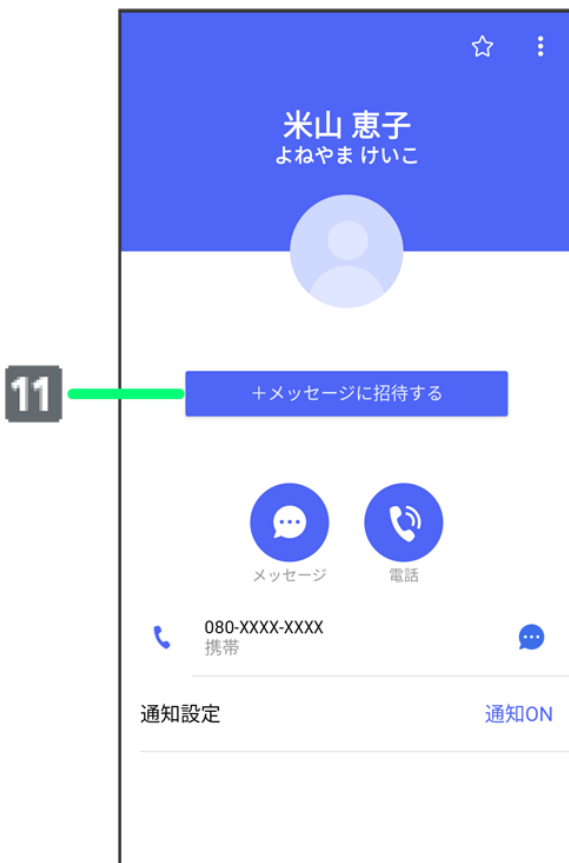 米山 恵子
よねやま けいこ
11
+メッセージに招待する
メッセージ
電話
080-XXXX-XXXX
携帯
通知設定
通知ON